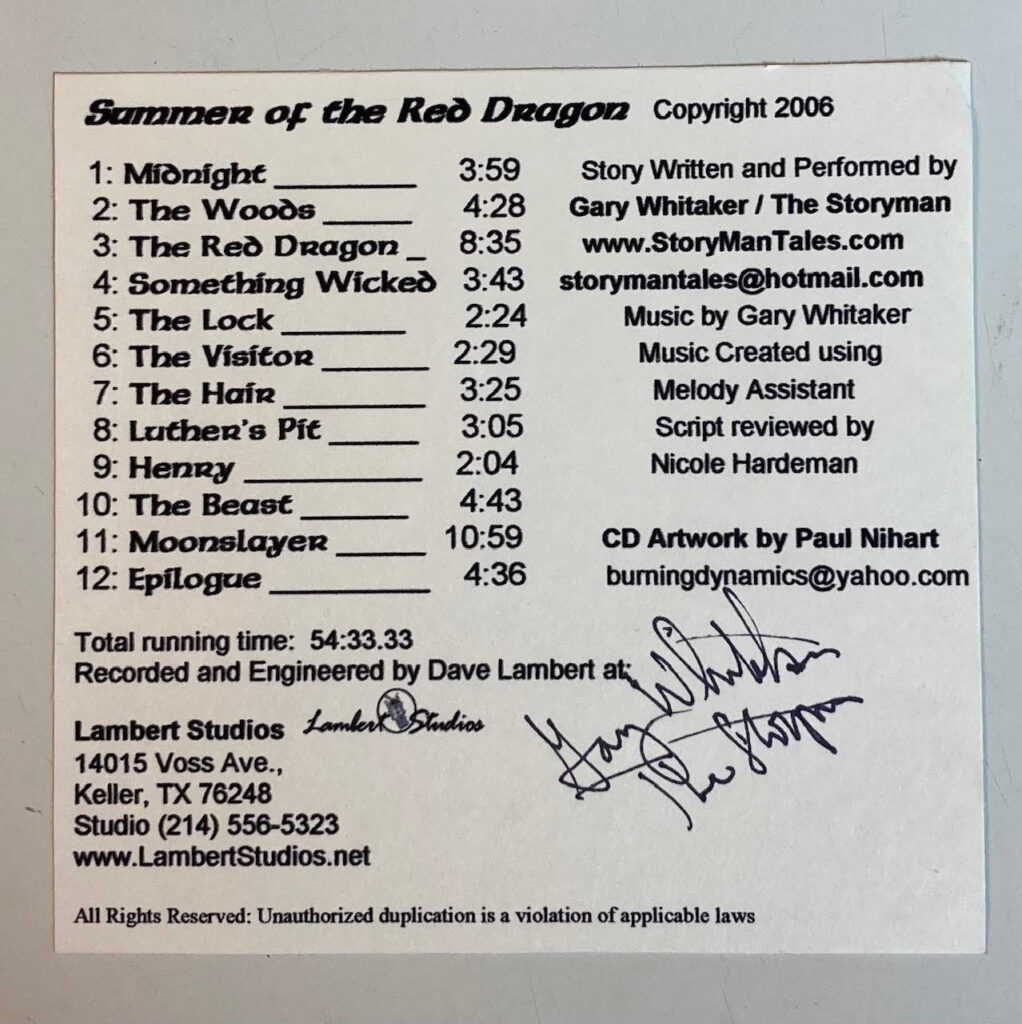 Summer of the Red Dragon Copyright 2006
1: Midnight ________ 3:59
2: The Woods _____ 4:28
3: The Red Dragon _ 8:35
4: Something Wicked 3:43
5: The Lock _______ 2:24
6: The Visitor ______ 2:29
7: The Hair ________ 3:25
8: Luther's Pit _____ 3:05
9: Henry __________ 2:04
10: The Beast ______ 4:43
11: Moonslayer _____ 10:59
12: Epilogue _________ 4:36
Story Written and Performed by
Gary Whitaker / The Storyman
www.StoryManTales.com
storymantales@hotmail.com
Music by Gary Whitaker
Music Created using
Melody Assistant
Script reviewed by
Nicole Hardeman
CD Artwork by Paul Nihart
burningdynamics@yahoo.com
Total running time: 54:33.33
Recorded and Engineered by Dave Lambert at:
Lambert Studios
Lambert Studios
14015 Voss Ave.,
Keller, TX 76248
Studio (214) 556-5323
www.LambertStudios.net
Gary Whitaker
The
All Rights Reserved: Unauthorized duplication is a violation of applicable laws